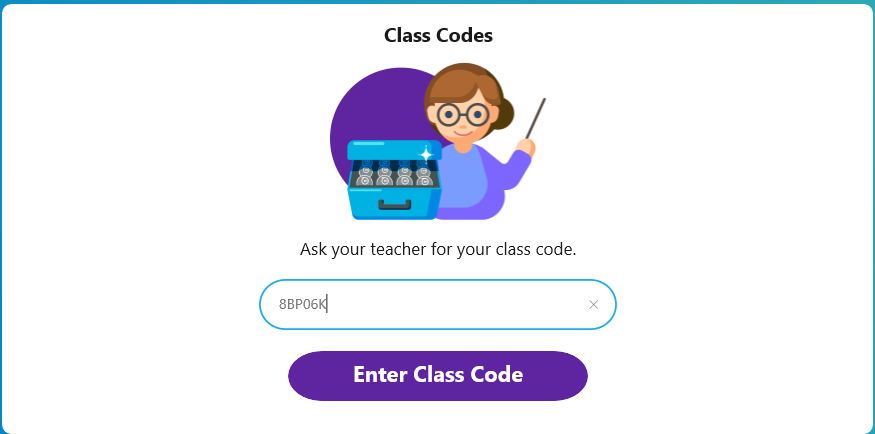 Class Codes
Ask your teacher for your class code.
8BP06K
Enter Class Code